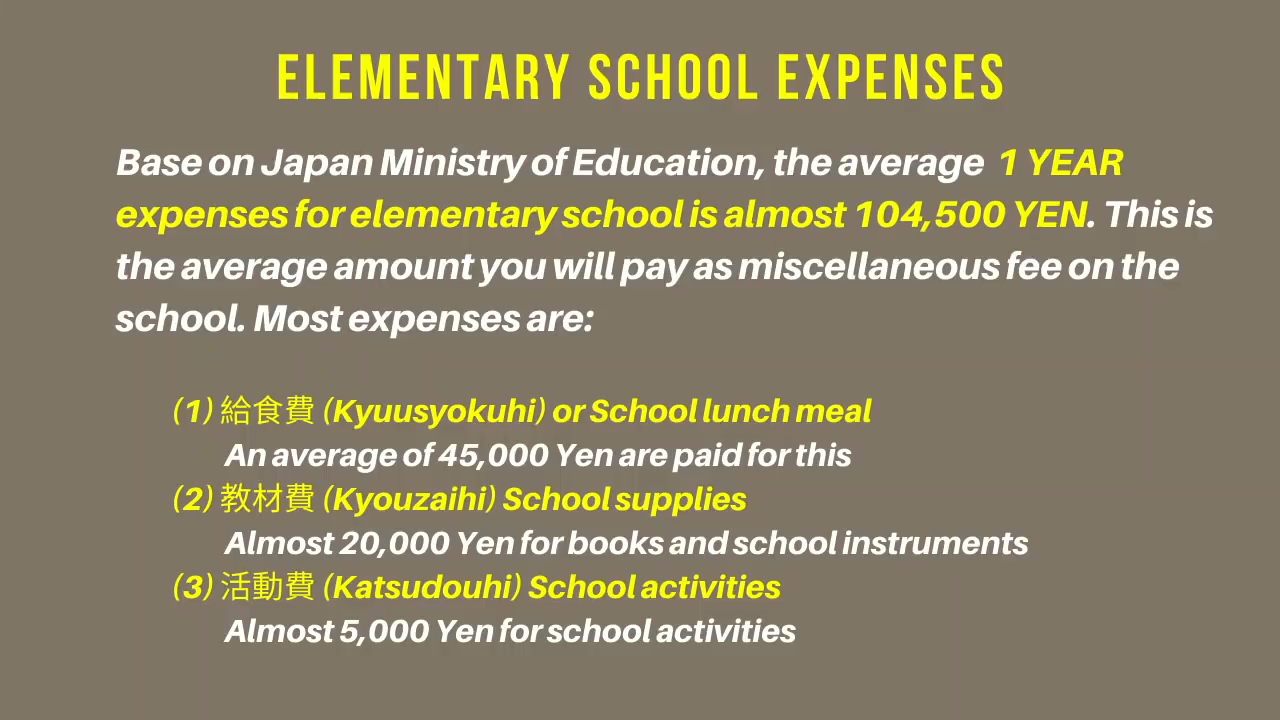 ELEMENTARY SCHOOL EXPENSES
Base on Japan Ministry of Education, the average 1 YEAR
expenses for elementary school is almost 104,500 YEN. This is
the average amount you will pay as miscellaneous fee on the
school. Most expenses are:
(1) 給食費 (Kyuusyokuhi) or School lunch meal
An average of 45,000 Yen are paid for this
(2) 教材費 (Kyouzaihi) School supplies
Almost 20,000 Yen for books and school instruments
(3) 活動費 (Katsudouhi) School activities
Almost 5,000 Yen for school activities